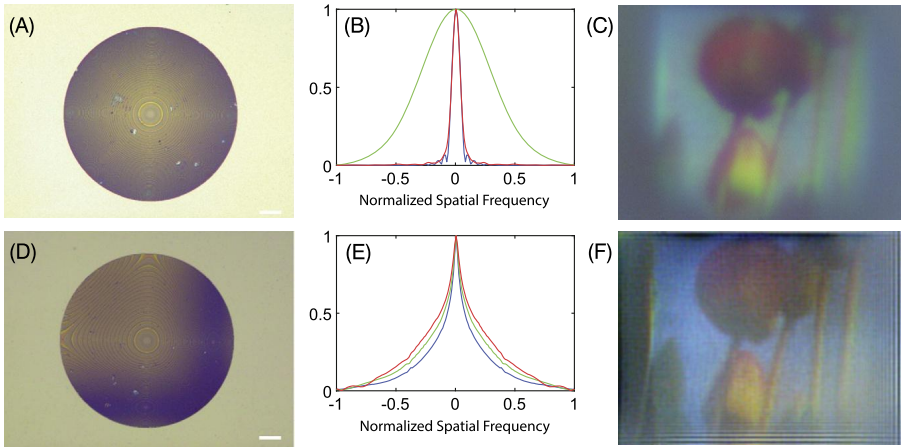 (A)
(B)
(C)
1
0.5
0
-1 -0.5 0 0.5 1
Normalized Spatial Frequency
(D)
(E)
(F)
1
0.5
0
-1 -0.5 0 0.5 1
Normalized Spatial Frequency